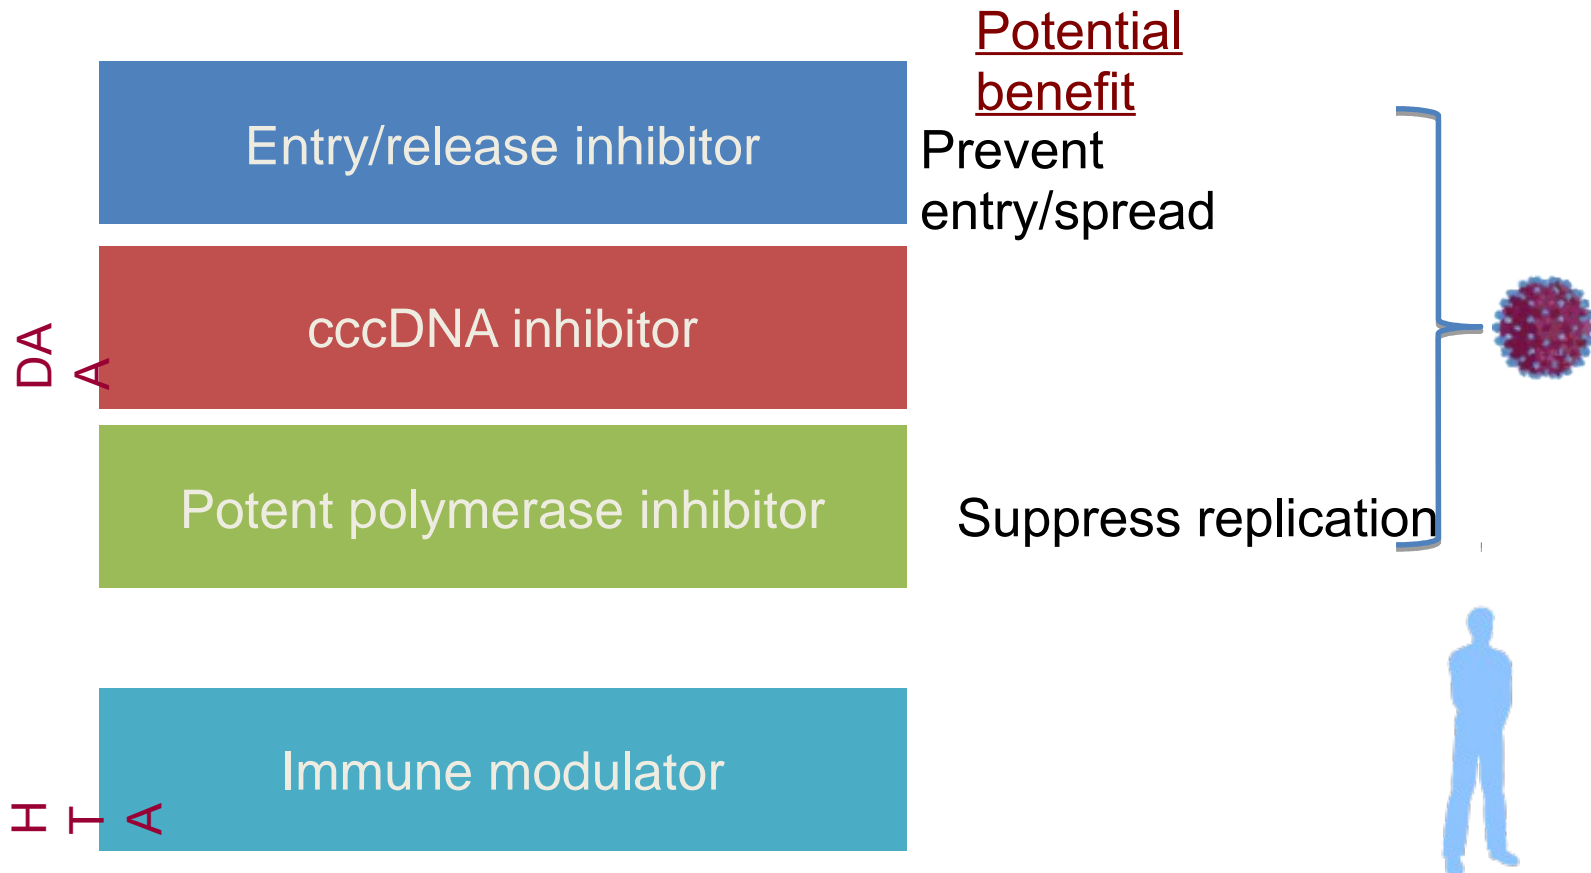 Potential
benefit
Entry/release inhibitor
Prevent
entry/spread
cccDNA inhibitor
DA
A
Potent polymerase inhibitor
Suppress replication
Immune modulator
H
T
A